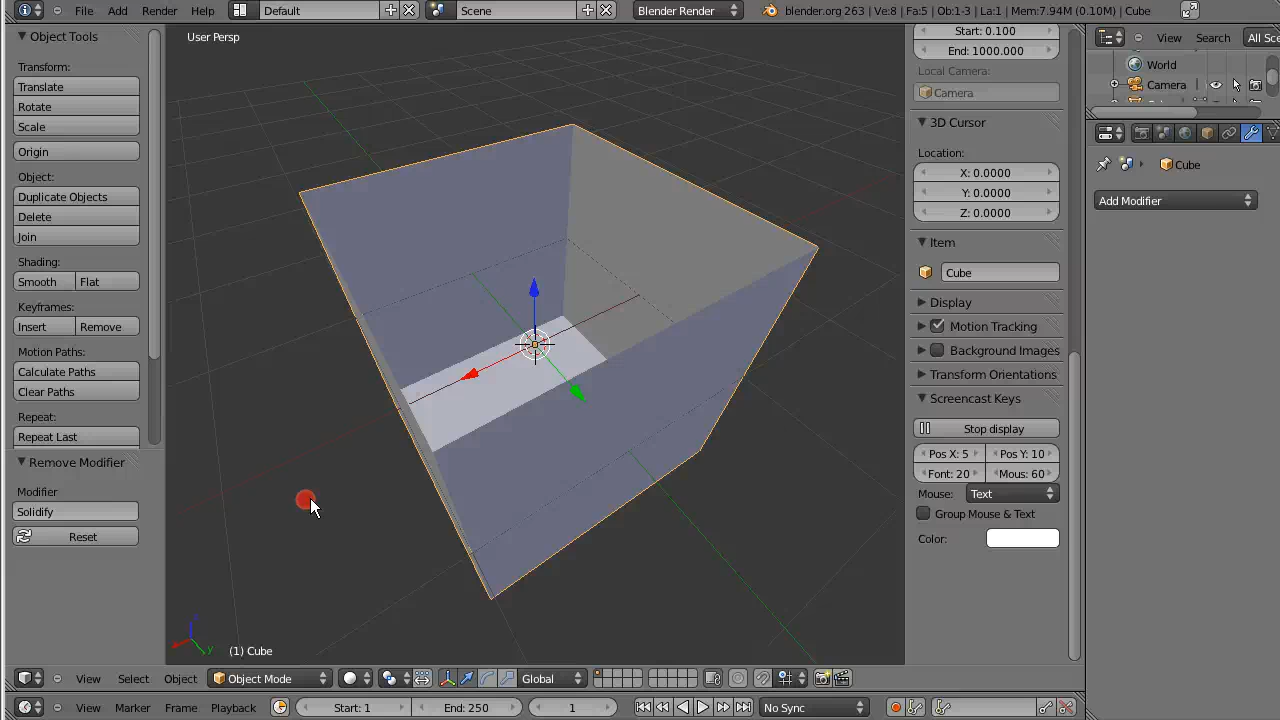 File Add Render Help Default Scene Blender Render blender.org 263 | Ve:8 | Fa:5 | Ob:1-3 | La:1 | Mem:7.94M (0.10M) | Cube
Object Tools
Transform:
Translate
Rotate
Scale
Origin
Object:
Duplicate Objects
Delete
Join
Shading:
Smooth Flat
Keyframes:
Insert Remove
Motion Paths:
Calculate Paths
Clear Paths
Repeat:
Repeat Last
Remove Modifier
Modifier
Solidify
Reset
User Persp
(1) Cube
Start: 0.100
End: 1000.000
Local Camera:
Camera
3D Cursor
Location:
X: 0.0000
Y: 0.0000
Z: 0.0000
Item
Cube
Display
Motion Tracking
Background Images
Transform Orientations
Screencast Keys
Stop display
Pos X: 5 Pos Y: 10
Font: 20 Mous: 60
Mouse: Text
Group Mouse & Text
Color:
View Search All Sce
World
Camera
Cube
Add Modifier
View Select Object Object Mode Global
View Marker Frame Playback Start: 1 End: 250 1 No Sync